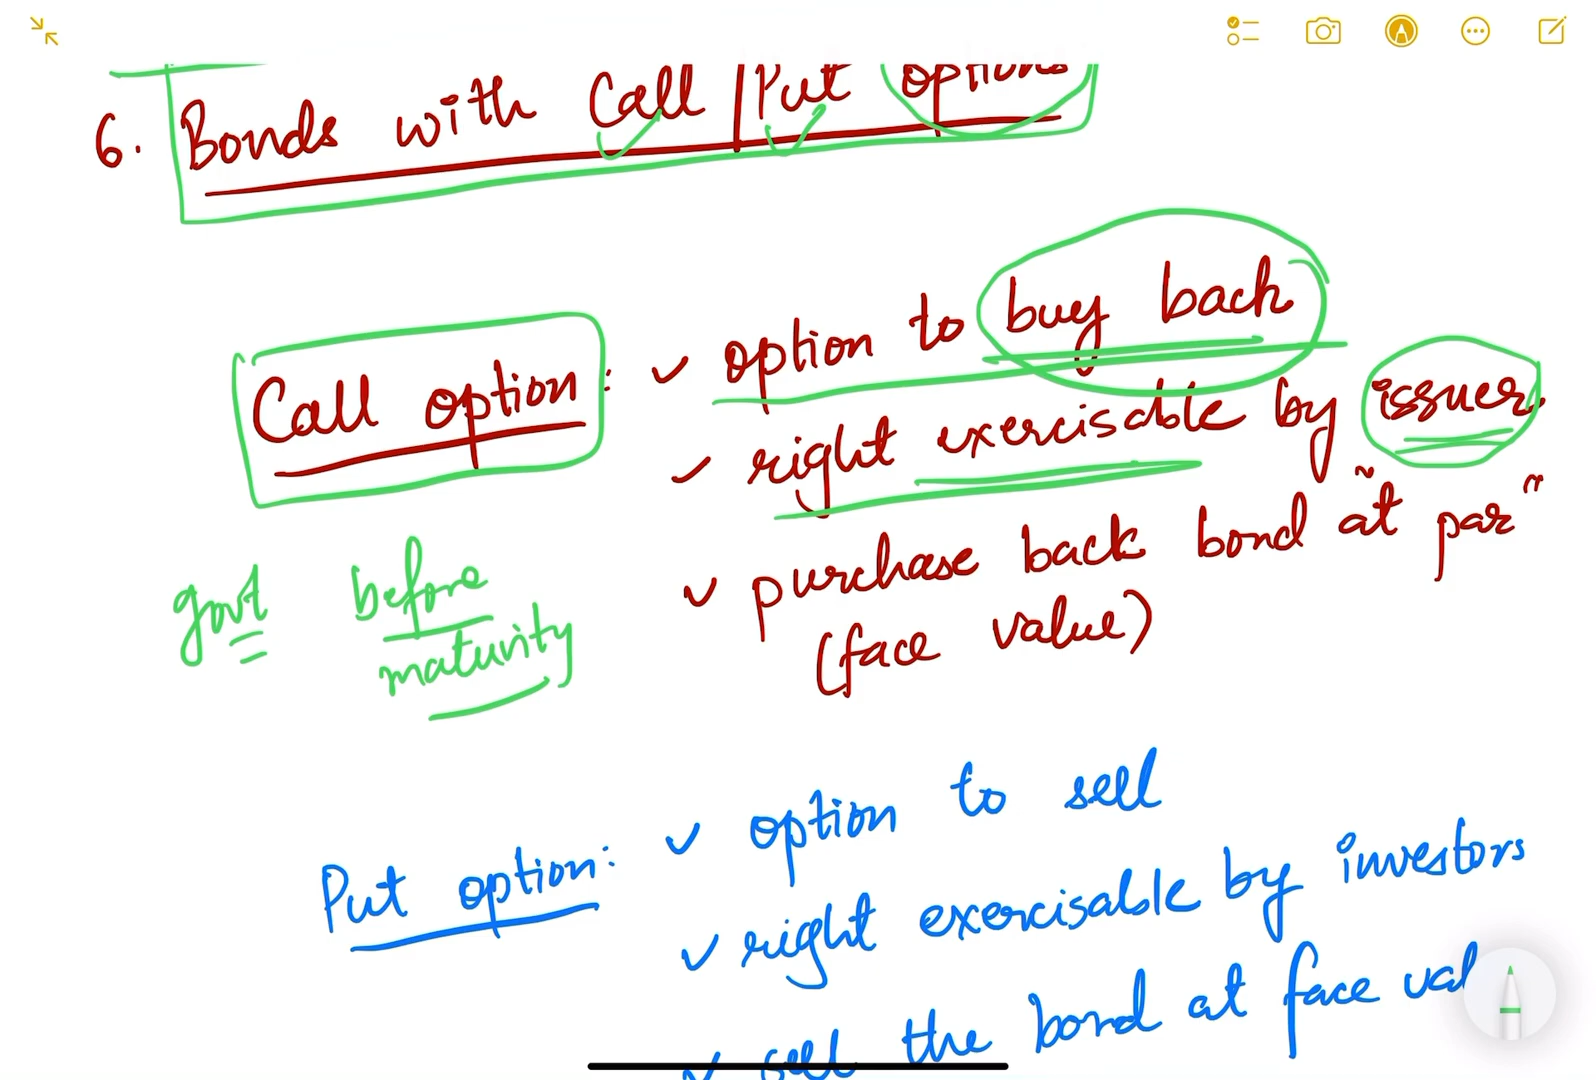 6. Bonds with Call | Put options
Call option: ✓ option to buy back
✓ right exercisable by issuer.
✓ purchase back bond "at par"
(face value)
govt before
maturity
Put option: ✓ option to sell
✓ right exercisable by investors
✓ sell the bond at face val